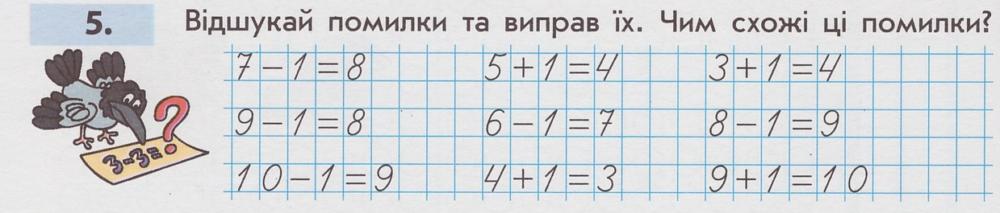 5. Відшукай помилки та виправ їх. Чим схожі ці помилки?
7-1=8 5+1=4 3+1=4
9-1=8 6-1=7 8-1=9
3-3=?
10-1=9 4+1=3 9+1=10